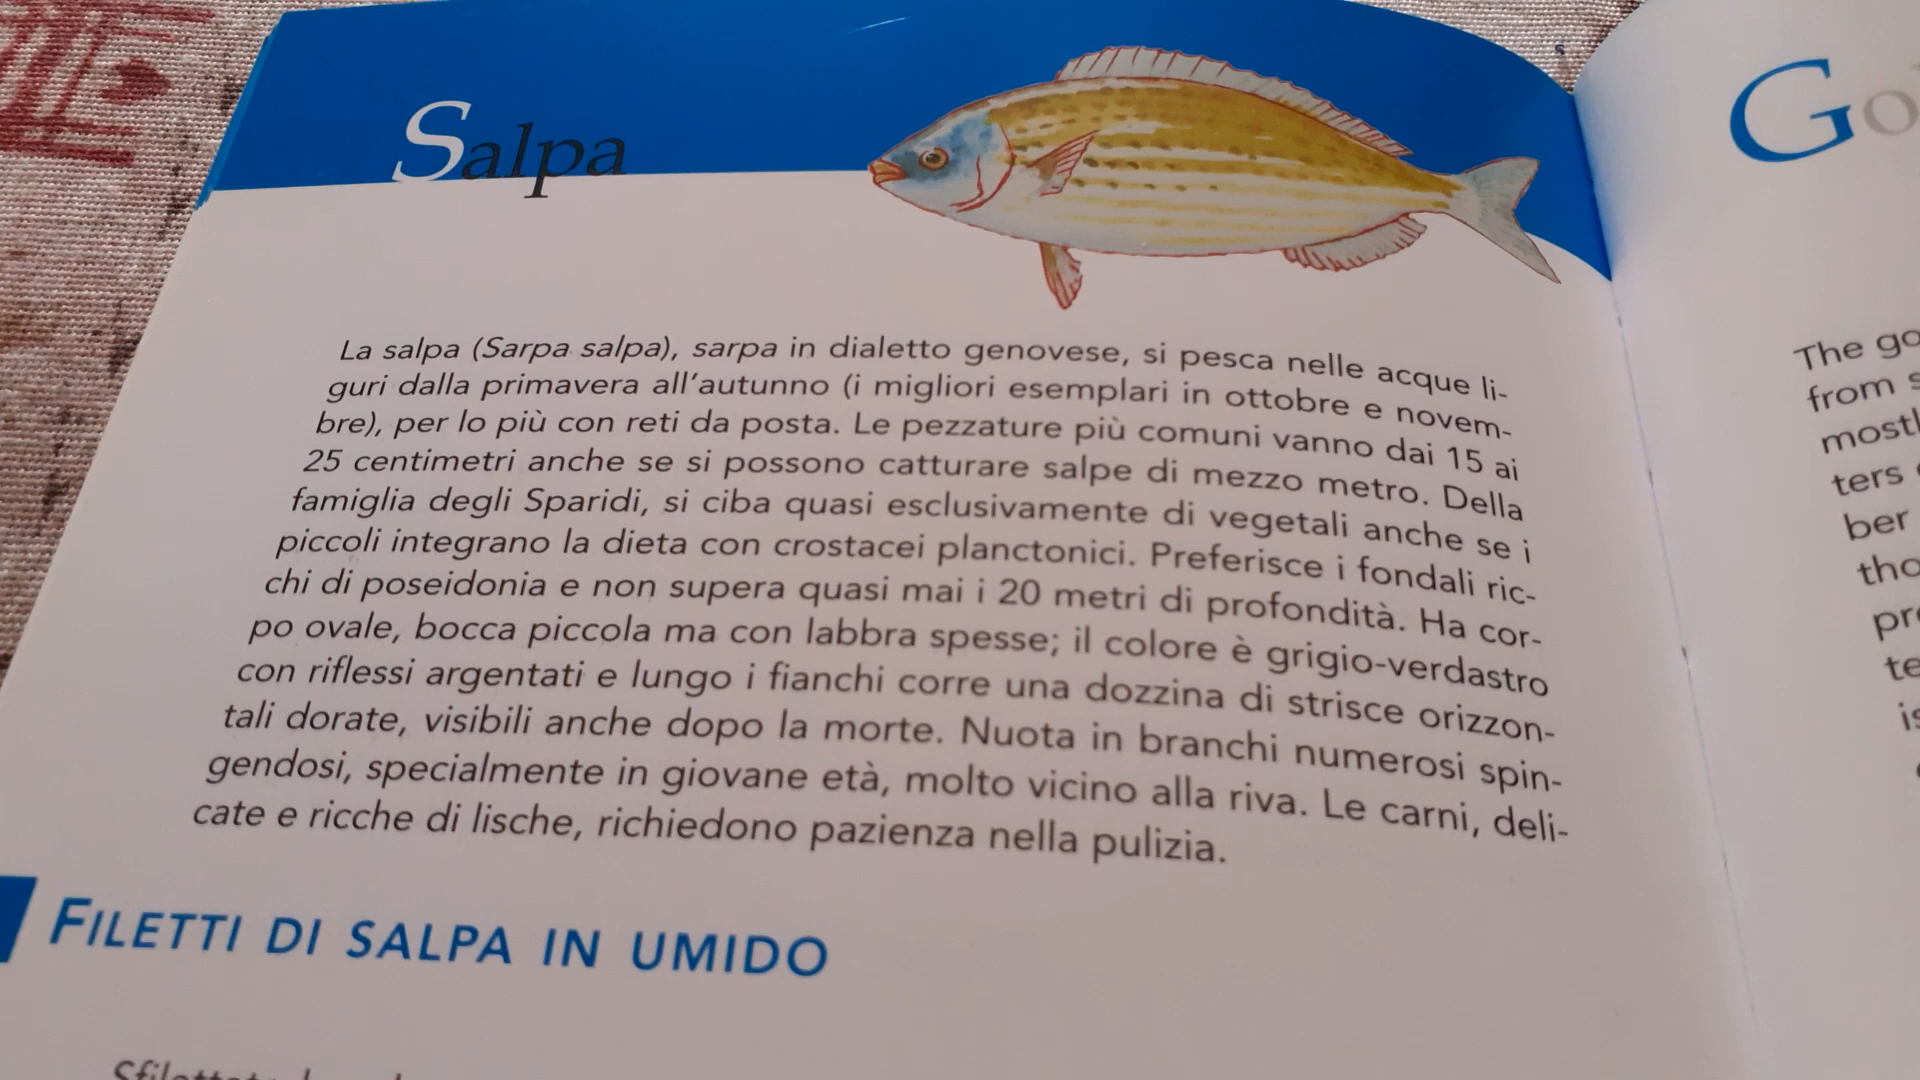 Salpa
La salpa (Sarpa salpa), sarpa in dialetto genovese, si pesca nelle acque li-
guri dalla primavera all'autunno (i migliori esemplari in ottobre e novem-
bre), per lo più con reti da posta. Le pezzature più comuni vanno dai 15 ai
25 centimetri anche se si possono catturare salpe di mezzo metro. Della
famiglia degli Sparidi, si ciba quasi esclusivamente di vegetali anche se i
piccoli integrano la dieta con crostacei planctonici. Preferisce i fondali ric-
chi di poseidonia e non supera quasi mai i 20 metri di profondità. Ha cor-
po ovale, bocca piccola ma con labbra spesse; il colore è grigio-verdastro
con riflessi argentati e lungo i fianchi corre una dozzina di strisce orizzon-
tali dorate, visibili anche dopo la morte. Nuota in branchi numerosi spin-
gendosi, specialmente in giovane età, molto vicino alla riva. Le carni, deli-
cate e ricche di lische, richiedono pazienza nella pulizia.
FILETTI DI SALPA IN UMIDO
The go
from s
mostl
ters
ber
tho
pre
te
is